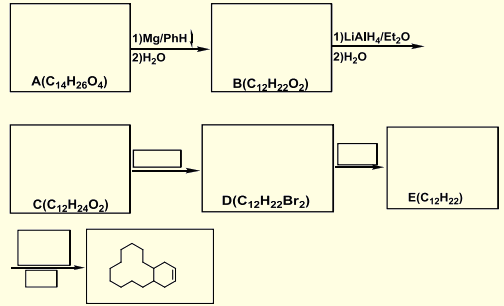 1)Mg/PhH
2)H₂O
1)LiAlH₄/Et₂O
2)H₂O
A(C₁₄H₂₆O₄)
B(C₁₂H₂₂O₂)
C(C₁₂H₂₄O₂)
D(C₁₂H₂₂Br₂)
E(C₁₂H₂₂)